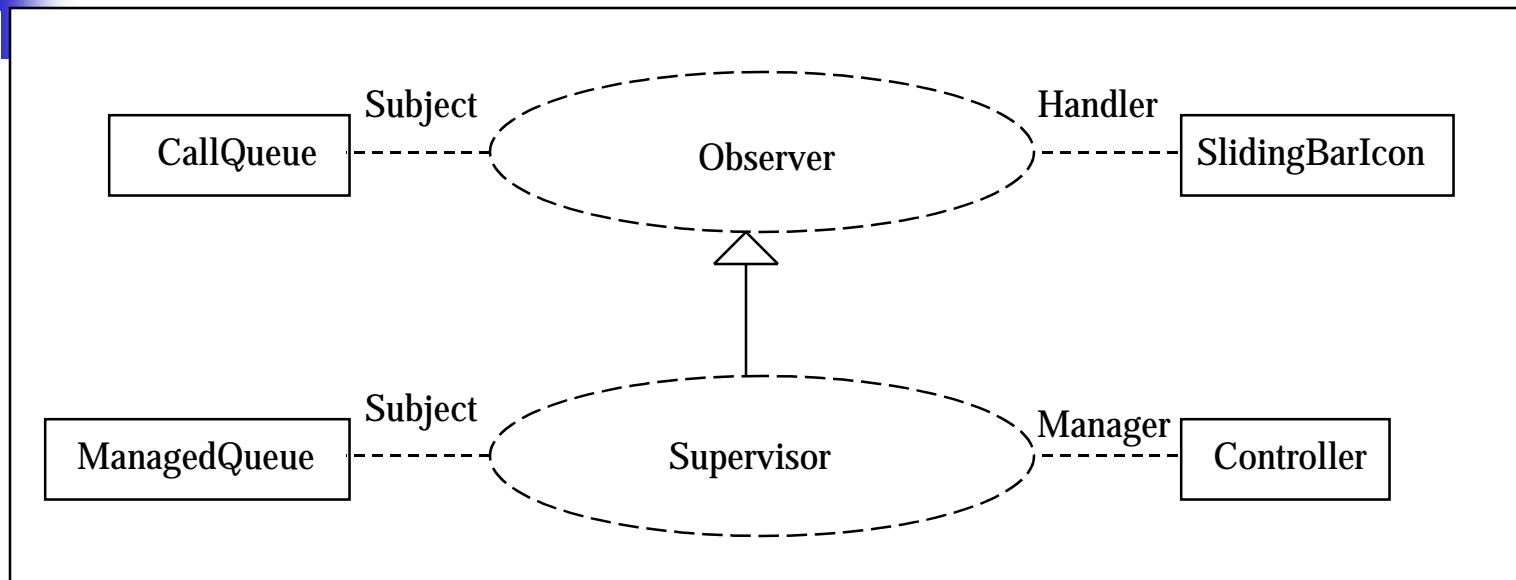 Subject
Handler
CallQueue
Observer
SlidingBarIcon
Subject
Manager
ManagedQueue
Supervisor
Controller